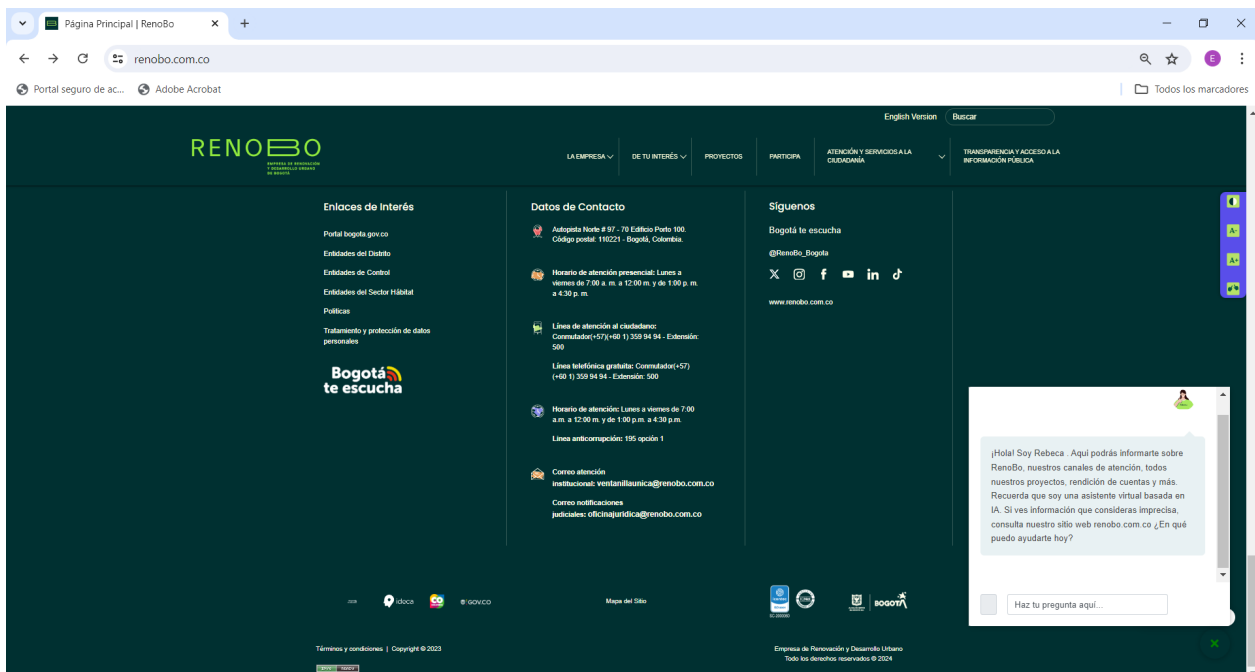 Página Principal | RenoBo
renobo.com.co
E
Portal seguro de ac...
Adobe Acrobat
Todos los marcadores
English Version
Buscar
RENOBO
EMPRESA DE RENOVACIÓN
Y DESARROLLO URBANO
DE BOGOTÁ
LA EMPRESA
DE TU INTERÉS
PROYECTOS
PARTICIPA
ATENCIÓN Y SERVICIOS A LA
CIUDADANÍA
TRANSPARENCIA Y ACCESO A LA
INFORMACIÓN PÚBLICA
Enlaces de Interés
Portal bogota.gov.co
Entidades del Distrito
Entidades de Control
Entidades del Sector Hábitat
Políticas
Tratamiento y protección de datos
personales
Bogotá
te escucha
Datos de Contacto
Autopista Norte # 97 - 70 Edificio Porto 100.
Código postal: 110221 - Bogotá, Colombia.
Horario de atención presencial: Lunes a
viernes de 7:00 a. m. a 12:00 m. y de 1:00 p. m.
a 4:30 p. m.
Línea de atención al ciudadano:
Conmutador(+57)(+60 1) 359 94 94 - Extensión:
500
Línea telefónica gratuita: Conmutador(+57)
(+60 1) 359 94 94 - Extensión: 500
Horario de atención: Lunes a viernes de 7:00
a.m. a 12:00 m. y de 1:00 p.m. a 4:30 p.m.
Línea anticorrupción: 195 opción 1
Correo atención
institucional: ventanillaunica@renobo.com.co
Correo notificaciones
judiciales: oficinajuridica@renobo.com.co
Síguenos
Bogotá te escucha
@RenoBo_Bogota
www.renobo.com.co
A-
A+
¡Hola! Soy Rebeca . Aquí podrás informarte sobre
RenoBo, nuestros canales de atención, todos
nuestros proyectos, rendición de cuentas y más.
Recuerda que soy una asistente virtual basada en
IA. Si ves información que consideras imprecisa,
consulta nuestro sitio web renobo.com.co ¿En qué
puedo ayudarte hoy?
Haz tu pregunta aquí...
ideca
CO
GOV.CO
Mapa del Sitio
BOGOTÁ
Términos y condiciones | Copyright © 2023
Empresa de Renovación y Desarrollo Urbano
Todo los derechos reservados © 2024